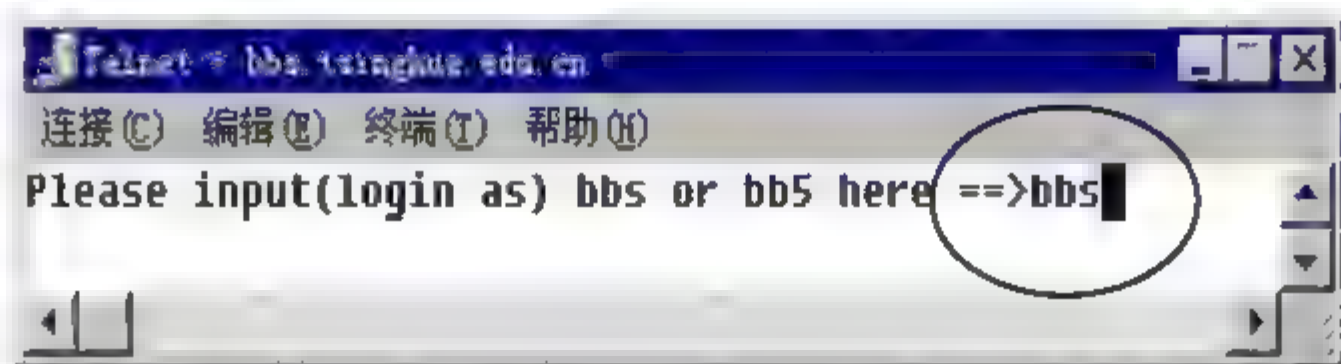 Telnet - bbs.tsinghua.edu.cn
连接(C) 编辑(E) 终端(T) 帮助(H)
Please input(login as) bbs or bb5 here ==>bbs